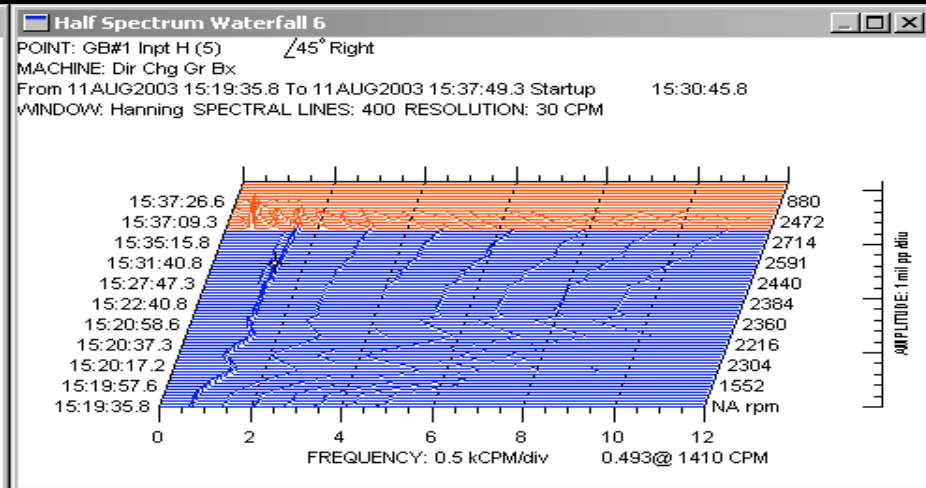 Half Spectrum Waterfall 6
POINT: GB#1 Inpt H (5) ∠45° Right
MACHINE: Dir Chg Gr Bx
From 11AUG2003 15:19:35.8 To 11AUG2003 15:37:49.3 Startup 15:30:45.8
WINDOW: Hanning SPECTRAL LINES: 400 RESOLUTION: 30 CPM
15:37:26.6 880
15:37:09.3 2472
15:35:15.8 2714
15:31:40.8 2591
15:27:47.3 2440
15:22:40.8 2384
15:20:58.6 2360
15:20:37.3 2216
15:20:17.2 2304
15:19:57.6 1552
15:19:35.8 NA rpm
AMPLITUDE: 1 mil pp/div
0 2 4 6 8 10 12
FREQUENCY: 0.5 kCPM/div 0.493@ 1410 CPM